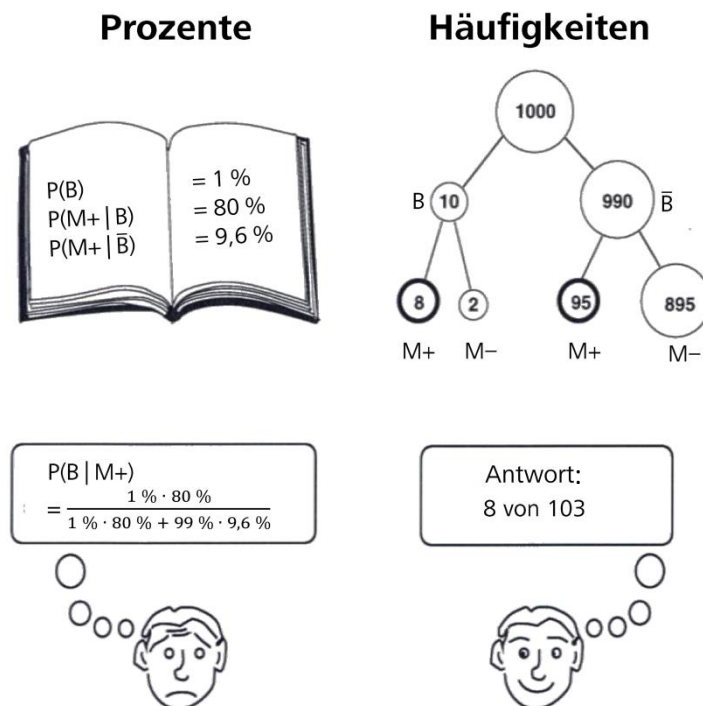 Prozente
P(B) = 1 %
P(M+ | B) = 80 %
P(M+ | B̅) = 9,6 %
P(B | M+)
= 1 % · 80 %
1 % · 80 % + 99 % · 9,6 %
Häufigkeiten
1000
B 10 990 B̅
8 2 95 895
M+ M− M+ M−
Antwort:
8 von 103